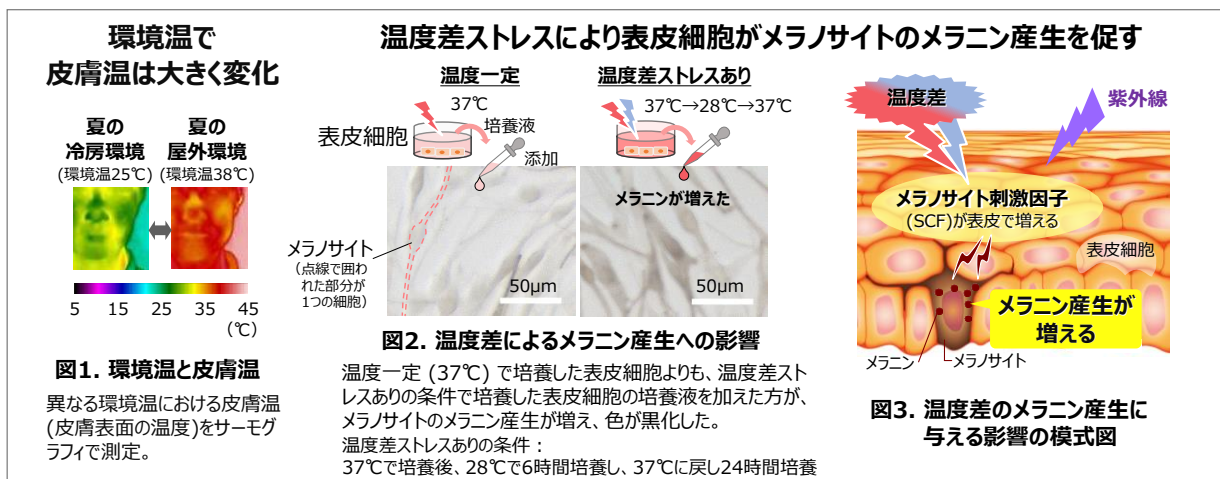 環境温で
皮膚温は大きく変化
夏の
冷房環境
(環境温25℃)
夏の
屋外環境
(環境温38℃)
5 15 25 35 45
(℃)
図1. 環境温と皮膚温
異なる環境温における皮膚温
(皮膚表面の温度)をサーモグ
ラフィで測定。
温度差ストレスにより表皮細胞がメラノサイトのメラニン産生を促す
温度一定
37℃
培養液
表皮細胞
添加
メラノサイト
(点線で囲わ
れた部分が
1つの細胞)
50μm
温度差ストレスあり
37℃→28℃→37℃
メラニンが増えた
50μm
図2. 温度差によるメラニン産生への影響
温度一定 (37℃) で培養した表皮細胞よりも、温度差スト
レスありの条件で培養した表皮細胞の培養液を加えた方が、
メラノサイトのメラニン産生が増え、色が黒化した。
温度差ストレスありの条件：
37℃で培養後、28℃で6時間培養し、37℃に戻し24時間培養
温度差
紫外線
メラノサイト刺激因子
(SCF)が表皮で増える
表皮細胞
メラニン産生が
増える
メラニン
メラノサイト
図3. 温度差のメラニン産生に
与える影響の模式図